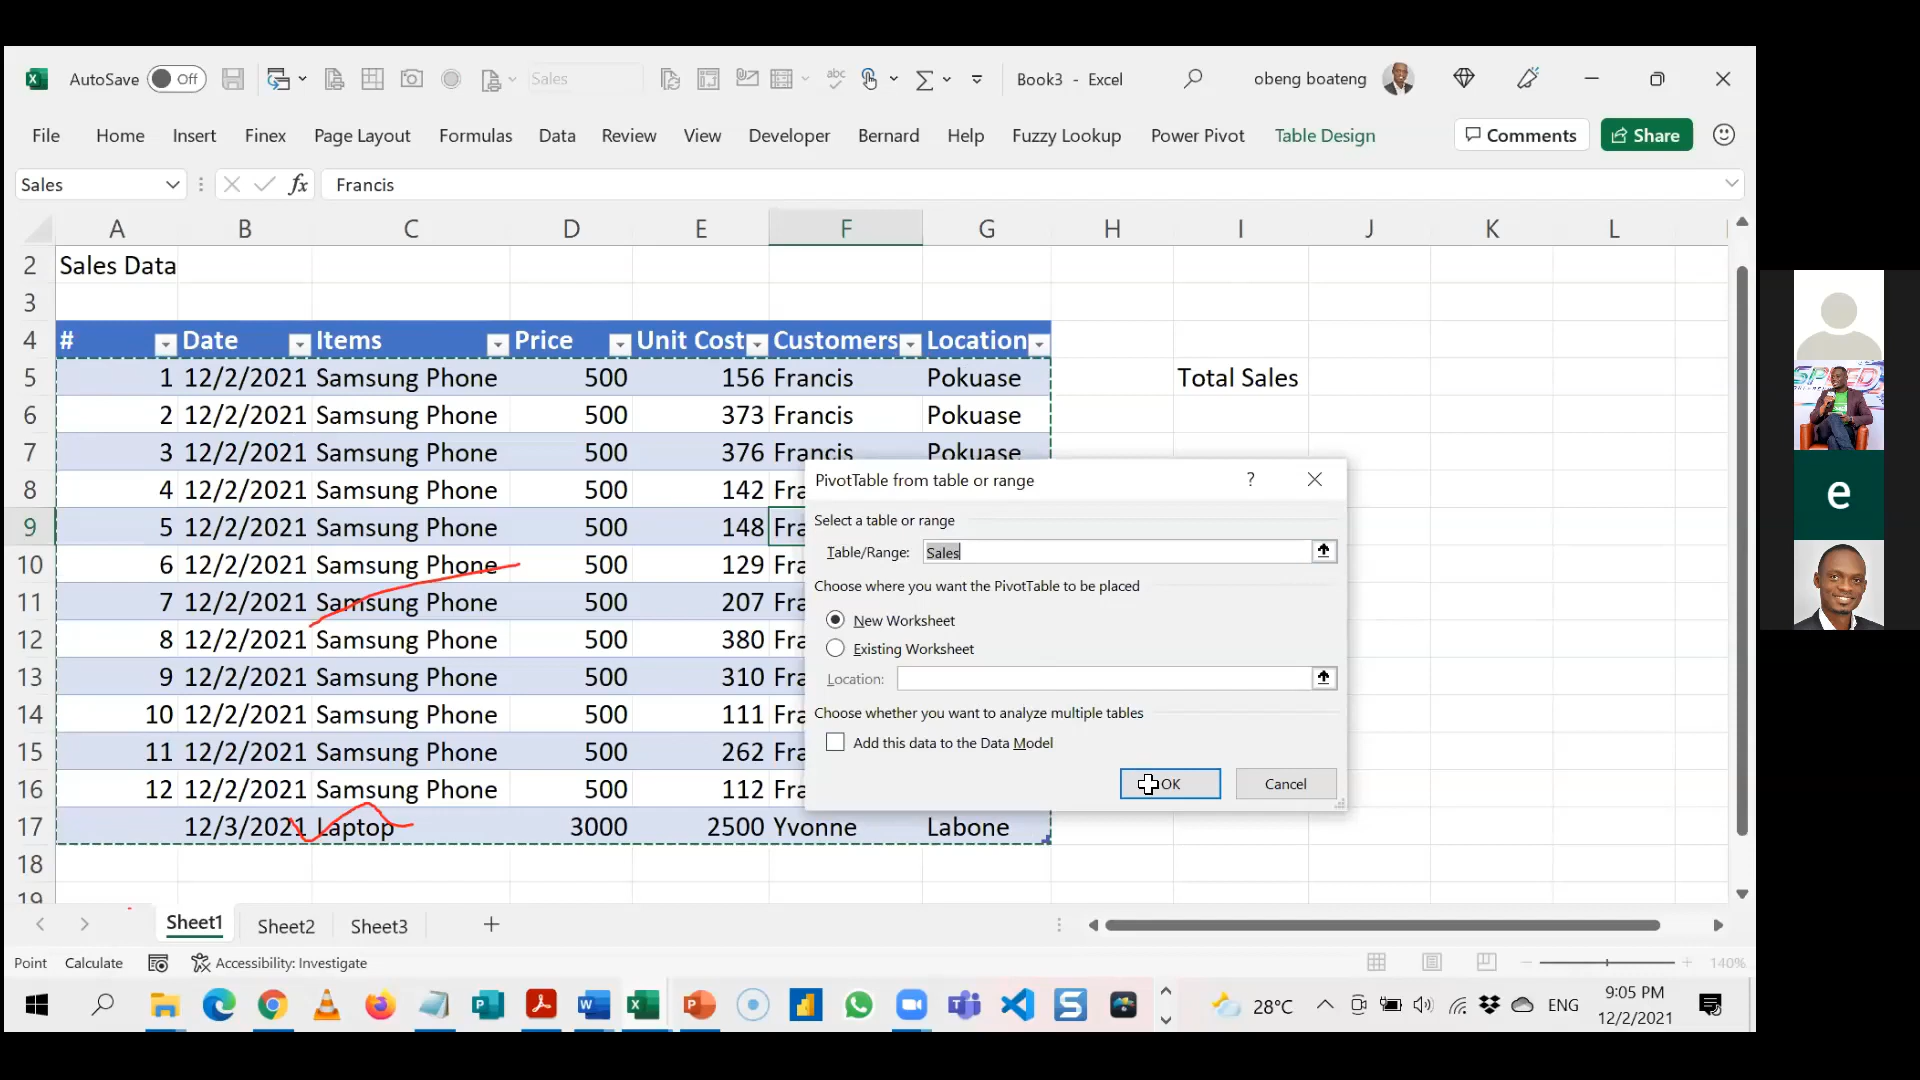 AutoSave Off Sales Book3 - Excel obeng boateng
File Home Insert Finex Page Layout Formulas Data Review View Developer Bernard Help Fuzzy Lookup Power Pivot Table Design Comments Share
Sales fx Francis
A B C D E F G H I J K L
2 Sales Data
3
4 # Date Items Price Unit Cost Customers Location
5 1 12/2/2021 Samsung Phone 500 156 Francis Pokuase Total Sales
6 2 12/2/2021 Samsung Phone 500 373 Francis Pokuase
7 3 12/2/2021 Samsung Phone 500 376 Francis Pokuase
8 4 12/2/2021 Samsung Phone 500 142 Fra
9 5 12/2/2021 Samsung Phone 500 148 Fra
10 6 12/2/2021 Samsung Phone 500 129 Fra
11 7 12/2/2021 Samsung Phone 500 207 Fra
12 8 12/2/2021 Samsung Phone 500 380 Fra
13 9 12/2/2021 Samsung Phone 500 310 Fra
14 10 12/2/2021 Samsung Phone 500 111 Fra
15 11 12/2/2021 Samsung Phone 500 262 Fra
16 12 12/2/2021 Samsung Phone 500 112 Fra
17 12/3/2021 Laptop 3000 2500 Yvonne Labone
18
19
PivotTable from table or range ?
Select a table or range
Table/Range: Sales
Choose where you want the PivotTable to be placed
New Worksheet
Existing Worksheet
Location:
Choose whether you want to analyze multiple tables
Add this data to the Data Model
OK Cancel
Sheet1 Sheet2 Sheet3
Point Calculate Accessibility: Investigate 140%
28°C ENG 9:05 PM
12/2/2021
SPEED
e